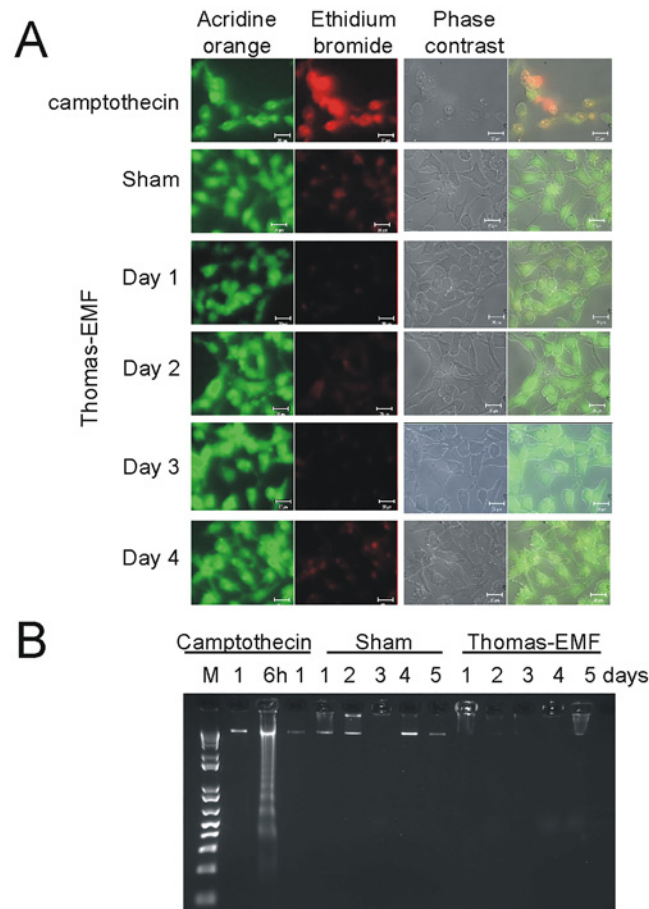 A
Acridine orange
Ethidium bromide
Phase contrast
camptothecin
Sham
Thomas-EMF
Day 1
Day 2
Day 3
Day 4
B
Camptothecin Sham Thomas-EMF
M 1 6h 1 1 2 3 4 5 1 2 3 4 5 days